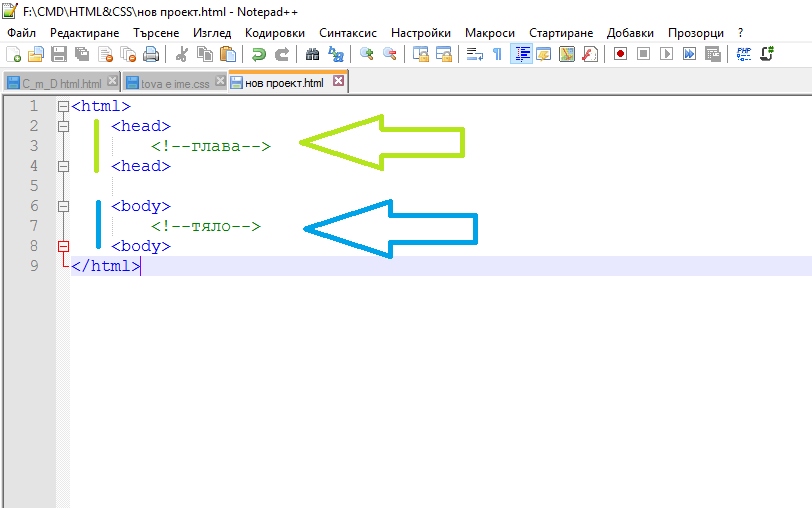 F:\CMD\HTML&CSS\нов проект.html - Notepad++
Файл Редактиране Търсене Изглед Кодировки Синтаксис Настройки Макроси Стартиране Добавки Прозорци ?
C_m_D html.html tova e ime.css нов проект.html
1 <html>
2 <head>
3 <!--глава-->
4 <head>
5
6 <body>
7 <!--тяло-->
8 <body>
9 </html>